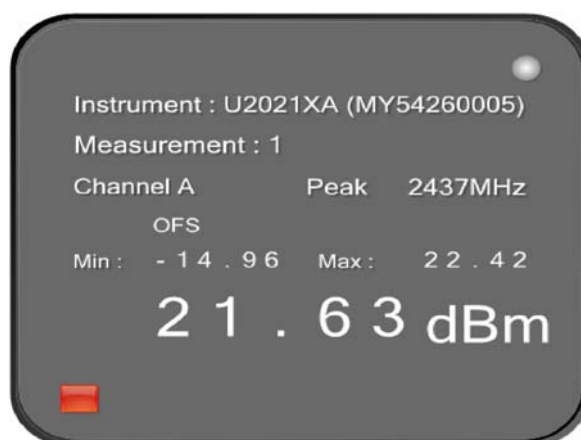 Instrument : U2021XA (MY54260005)
Measurement : 1
Channel A Peak 2437MHz
OFS
Min : -14.96 Max : 22.42
21.63 dBm